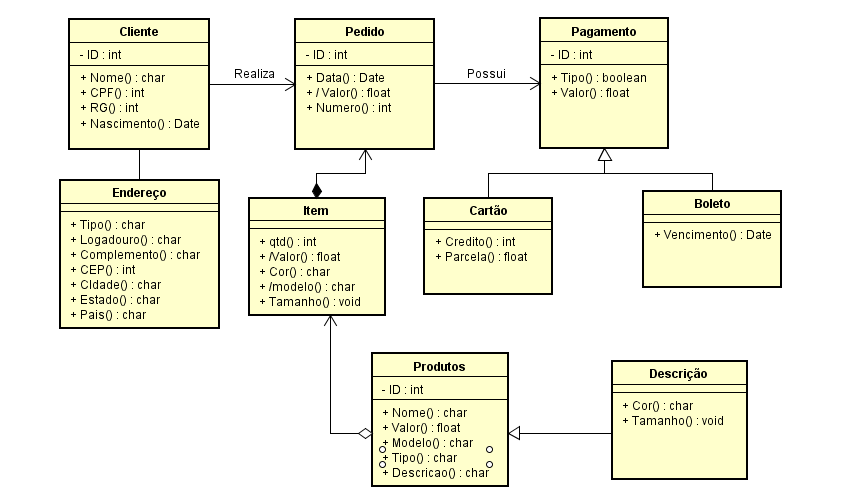 Cliente
- ID : int
+ Nome() : char
+ CPF() : int
+ RG() : int
+ Nascimento() : Date
Realiza
Pedido
- ID : int
+ Data() : Date
+ / Valor() : float
+ Numero() : int
Possui
Pagamento
- ID : int
+ Tipo() : boolean
+ Valor() : float
Endereço
+ Tipo() : char
+ Logadouro() : char
+ Complemento() : char
+ CEP() : int
+ CIdade() : char
+ Estado() : char
+ Pais() : char
Item
+ qtd() : int
+ /Valor() : float
+ Cor() : char
+ /modelo() : char
+ Tamanho() : void
Cartão
+ Credito() : int
+ Parcela() : float
Boleto
+ Vencimento() : Date
Produtos
- ID : int
+ Nome() : char
+ Valor() : float
+ Modelo() : char
+ Tipo() : char
+ Descricao() : char
Descrição
+ Cor() : char
+ Tamanho() : void